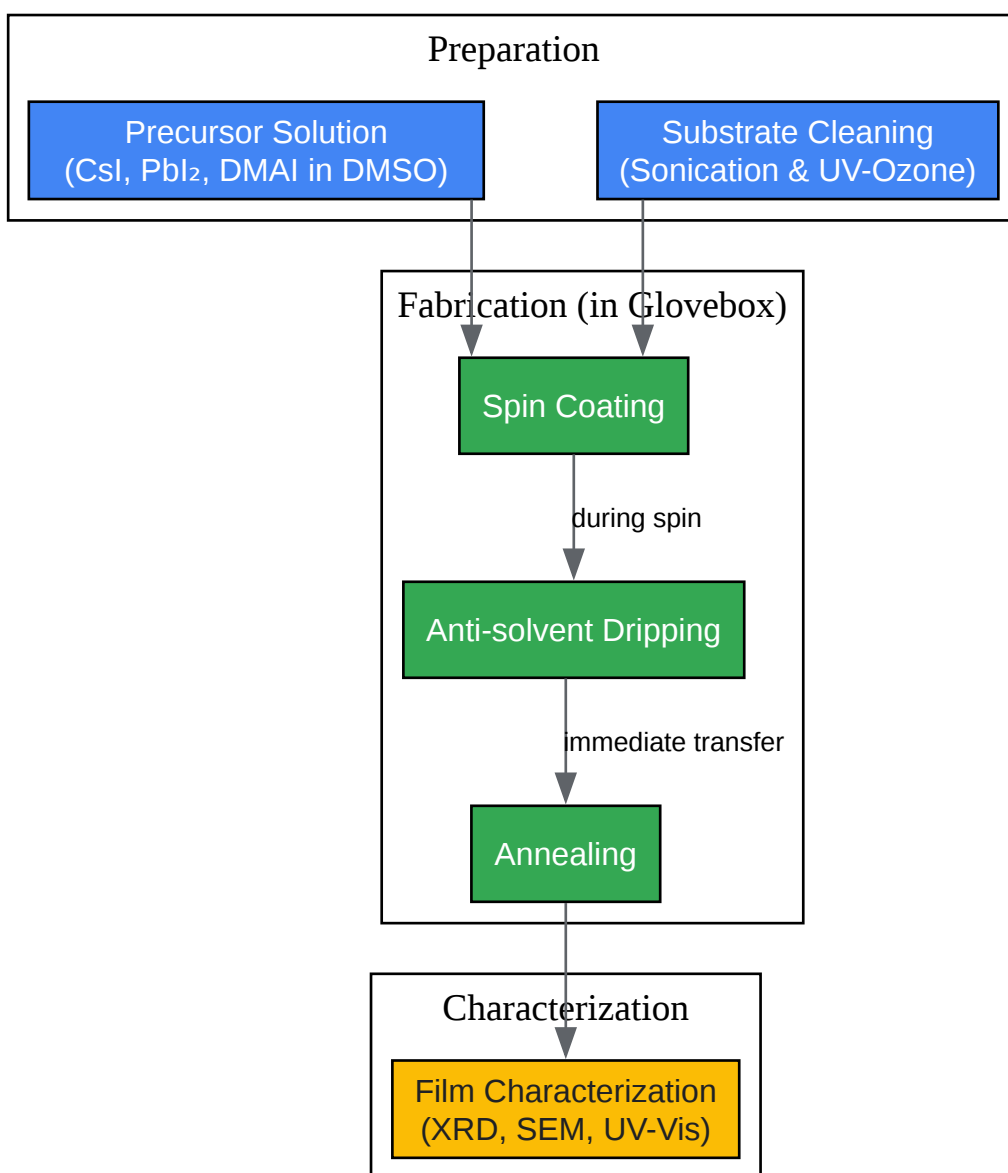 Preparation
Precursor Solution
(CsI, PbI₂, DMAI in DMSO)
Substrate Cleaning
(Sonication & UV-Ozone)
Fabrication (in Glovebox)
Spin Coating
during spin
Anti-solvent Dripping
immediate transfer
Annealing
Characterization
Film Characterization
(XRD, SEM, UV-Vis)